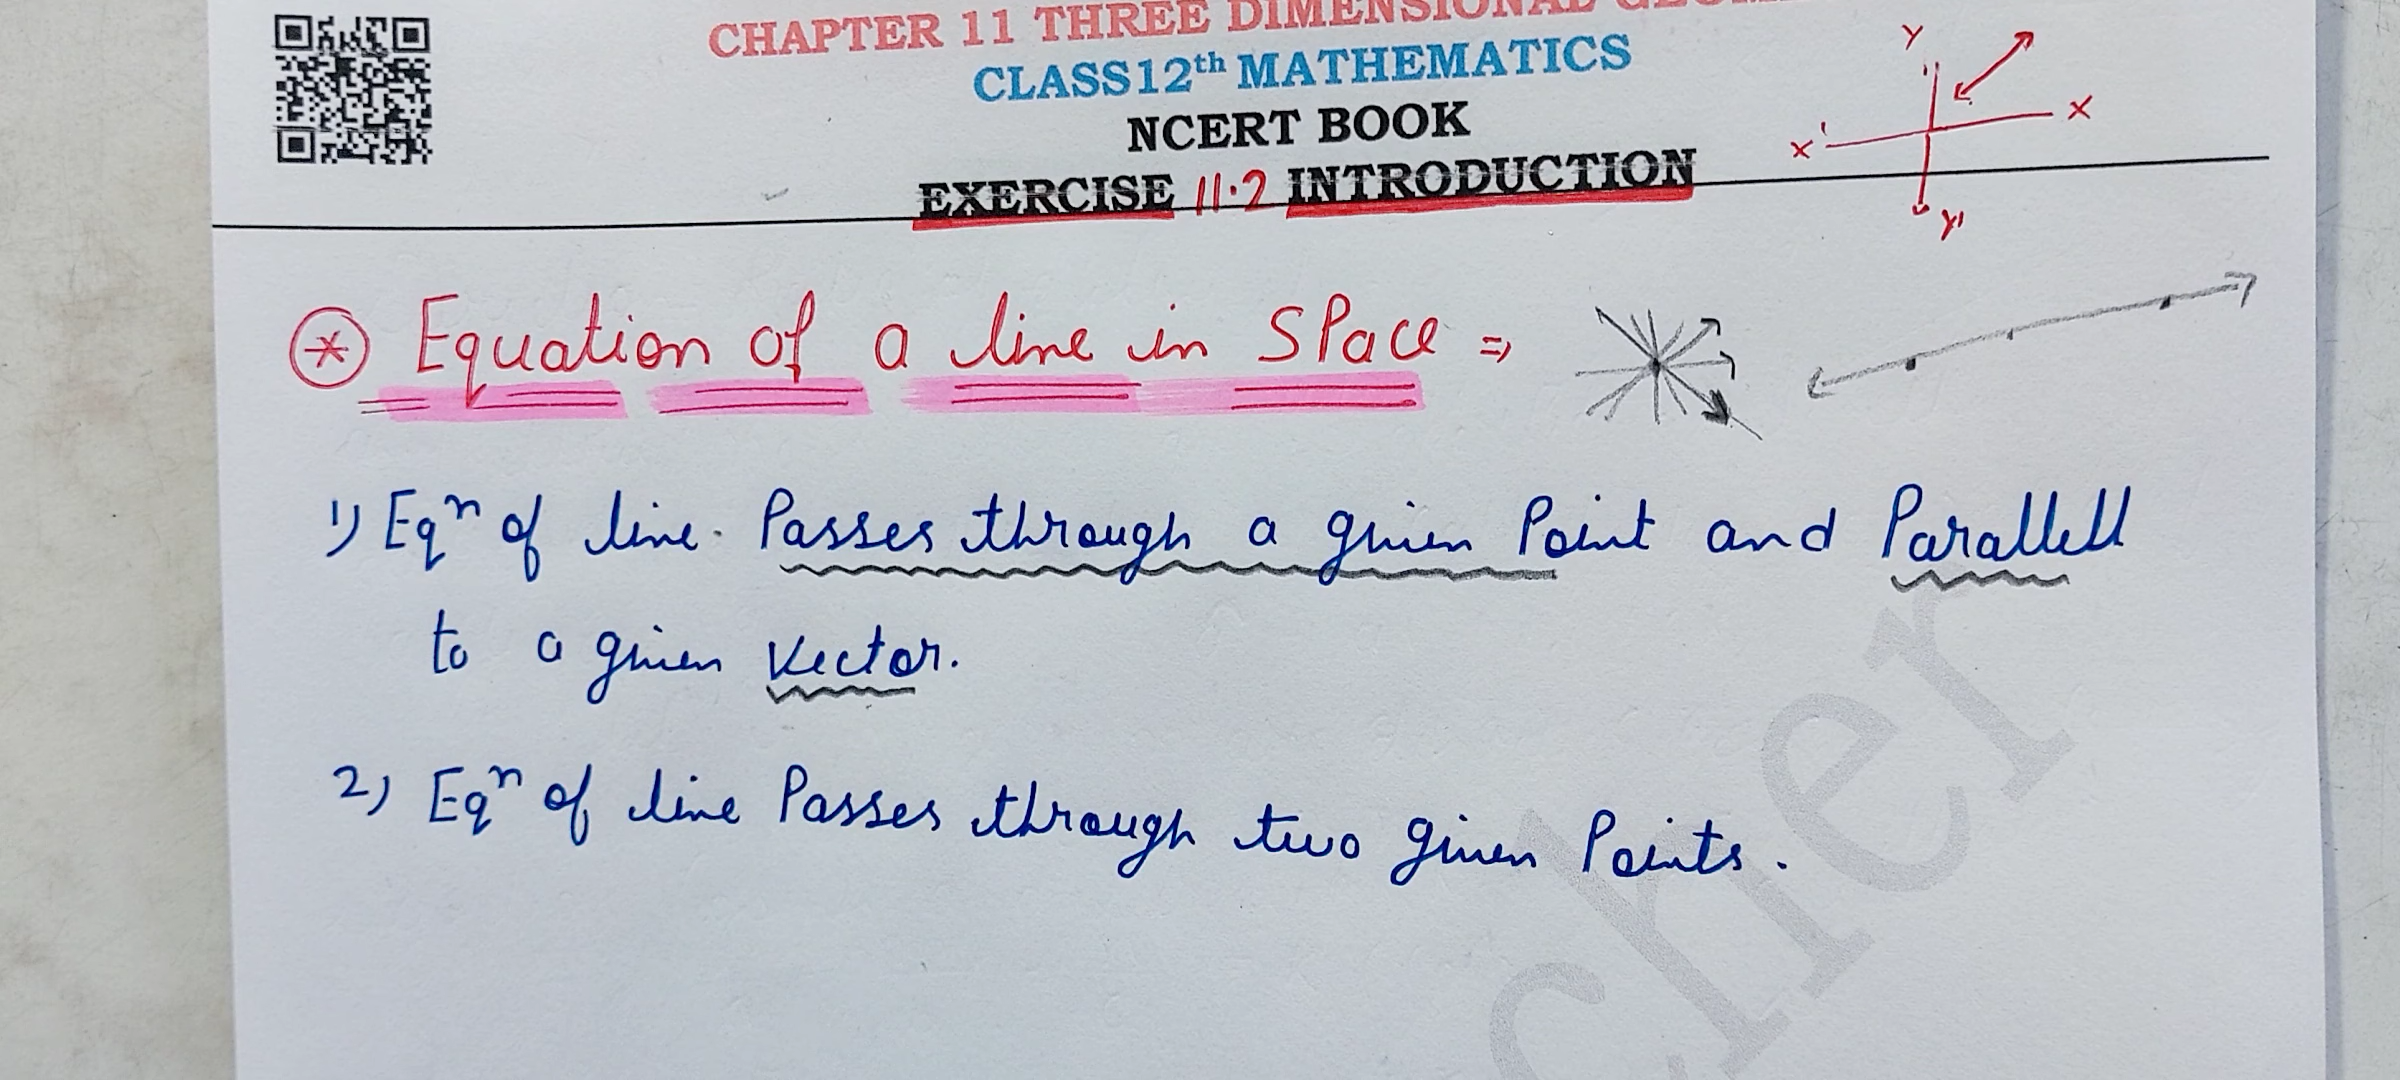 CHAPTER 11 THREE DIMENSIONAL
CLASS12th MATHEMATICS
NCERT BOOK
EXERCISE 11.2 INTRODUCTION
Y
X' X
Y'
* Equation of a line in SPace ⇒
1) Eqn of line. Passes through a given Point and Parallell
to a given Vector.
2) Eqn of line Passes through two given Points.
cher